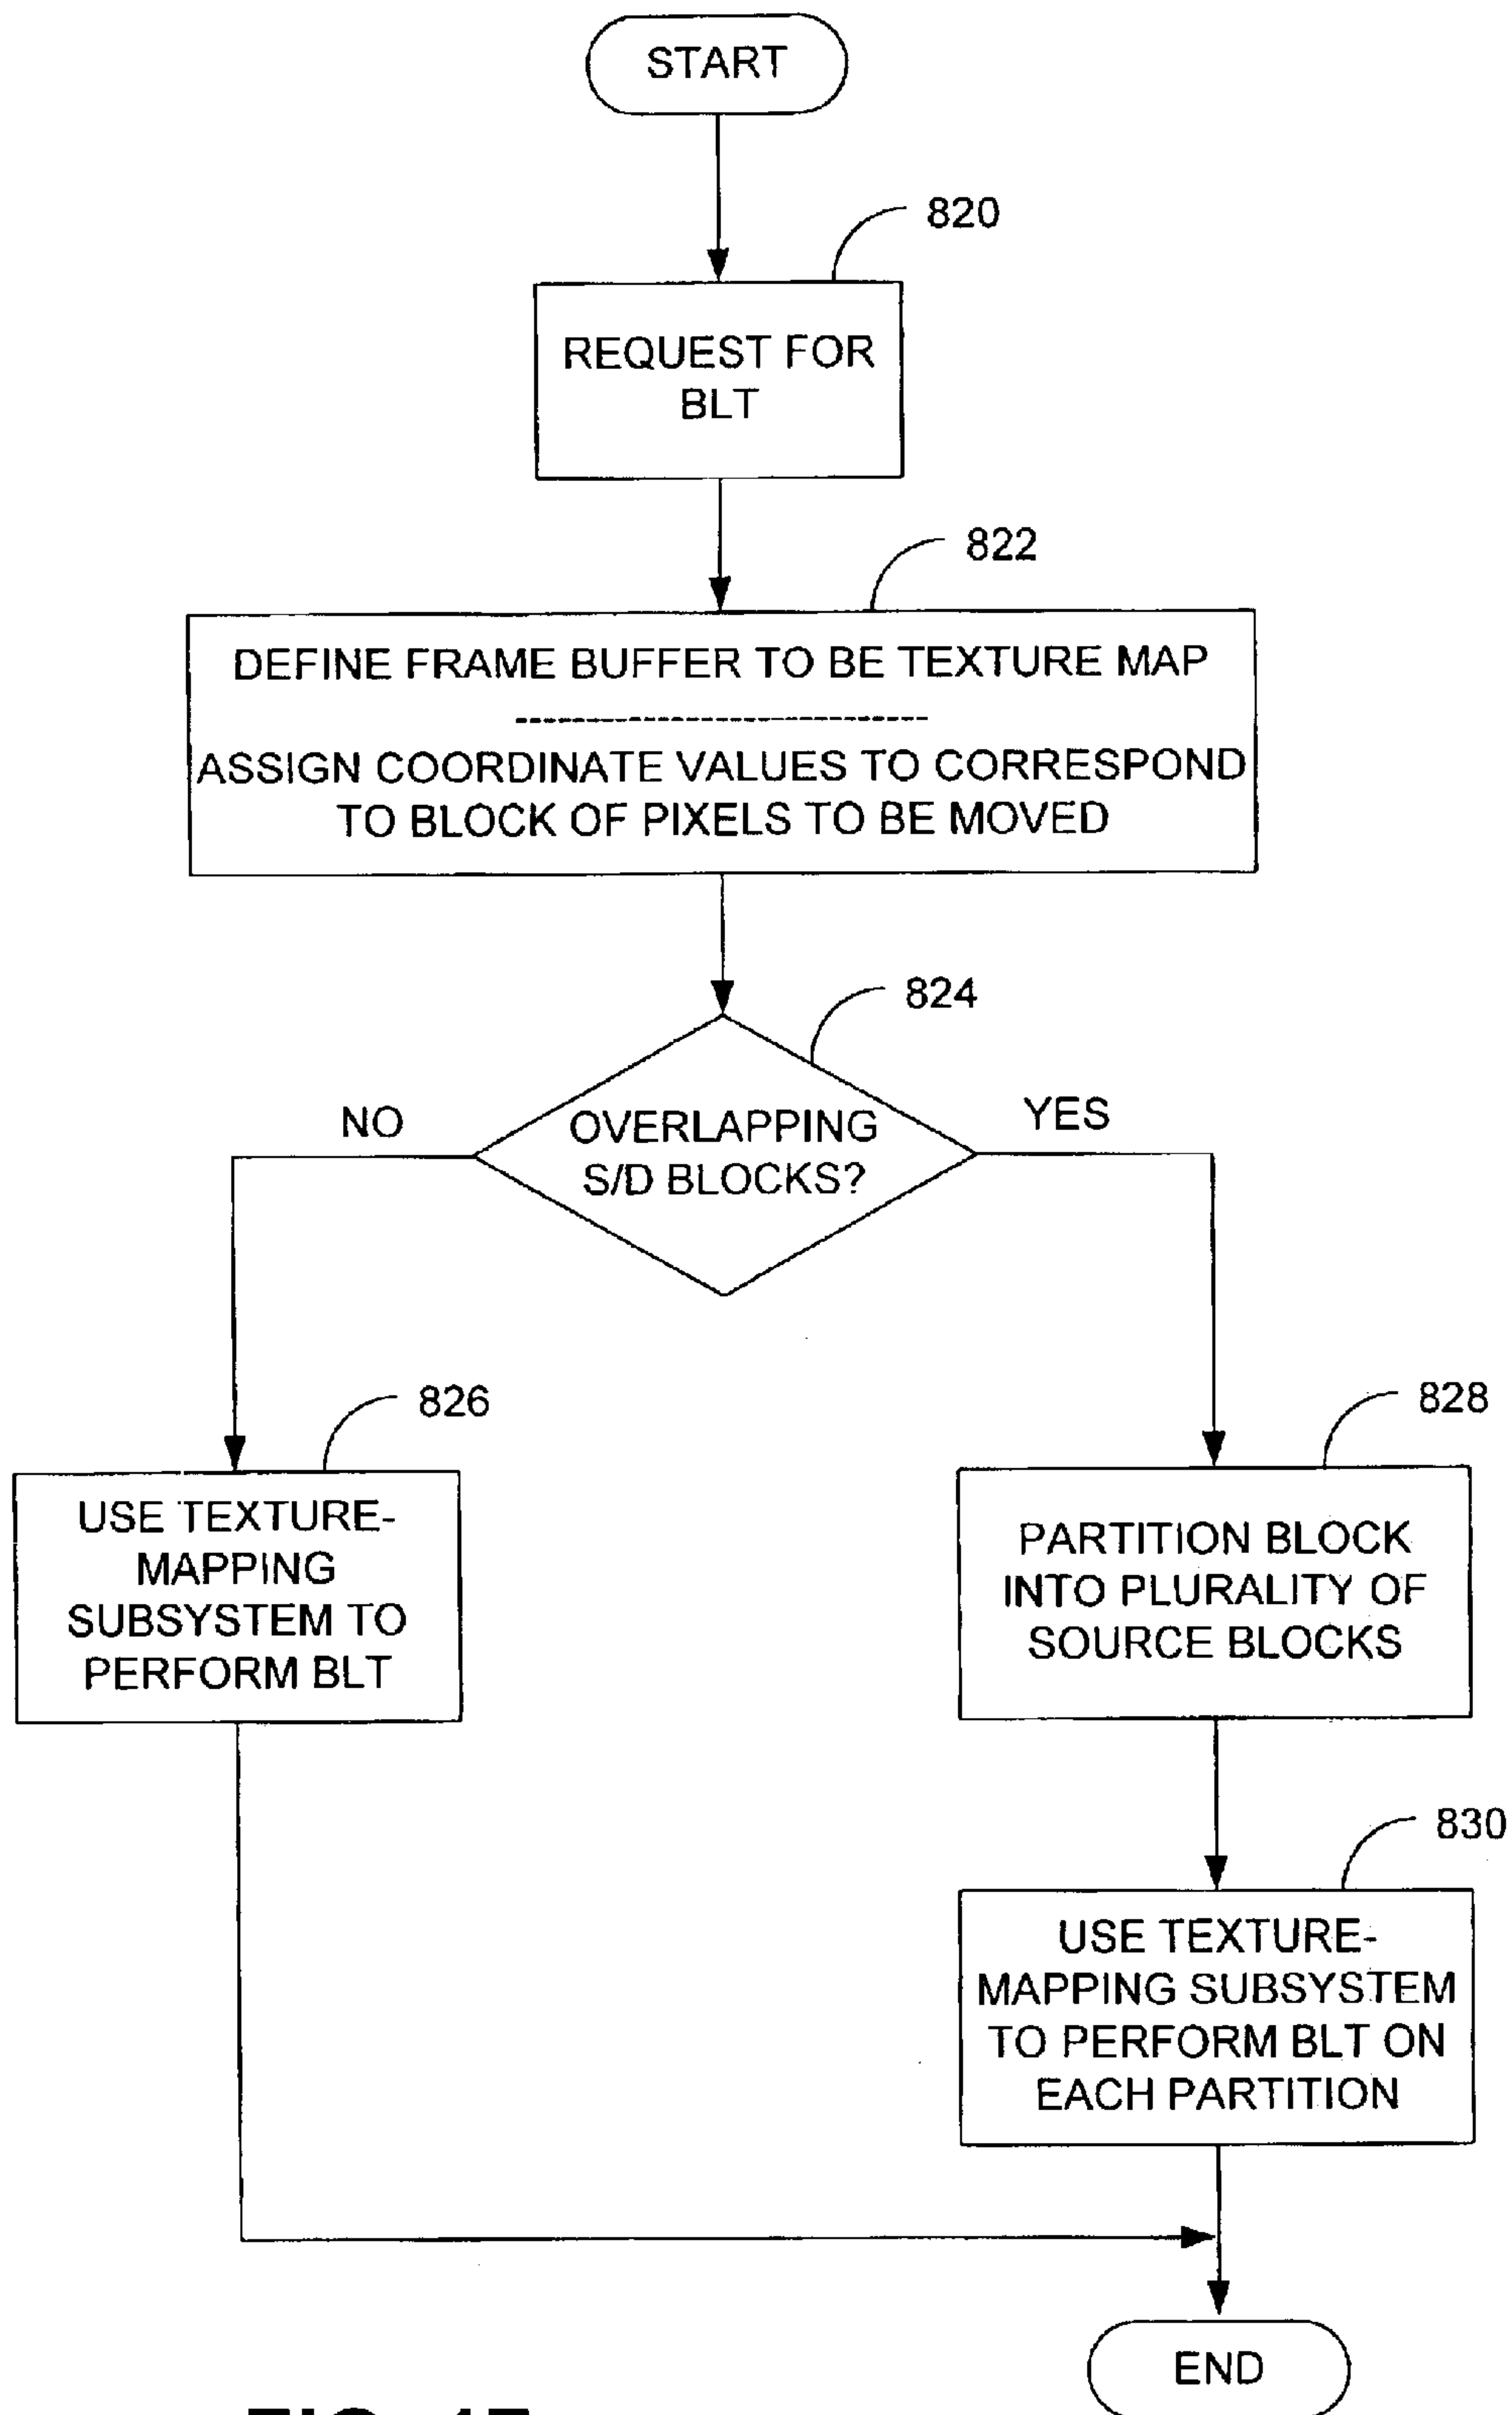 START
820
REQUEST FOR
BLT
822
DEFINE FRAME BUFFER TO BE TEXTURE MAP
ASSIGN COORDINATE VALUES TO CORRESPOND
TO BLOCK OF PIXELS TO BE MOVED
824
NO
OVERLAPPING
S/D BLOCKS?
YES
826
USE TEXTURE-
MAPPING
SUBSYSTEM TO
PERFORM BLT
828
PARTITION BLOCK
INTO PLURALITY OF
SOURCE BLOCKS
830
USE TEXTURE-
MAPPING SUBSYSTEM
TO PERFORM BLT ON
EACH PARTITION
END